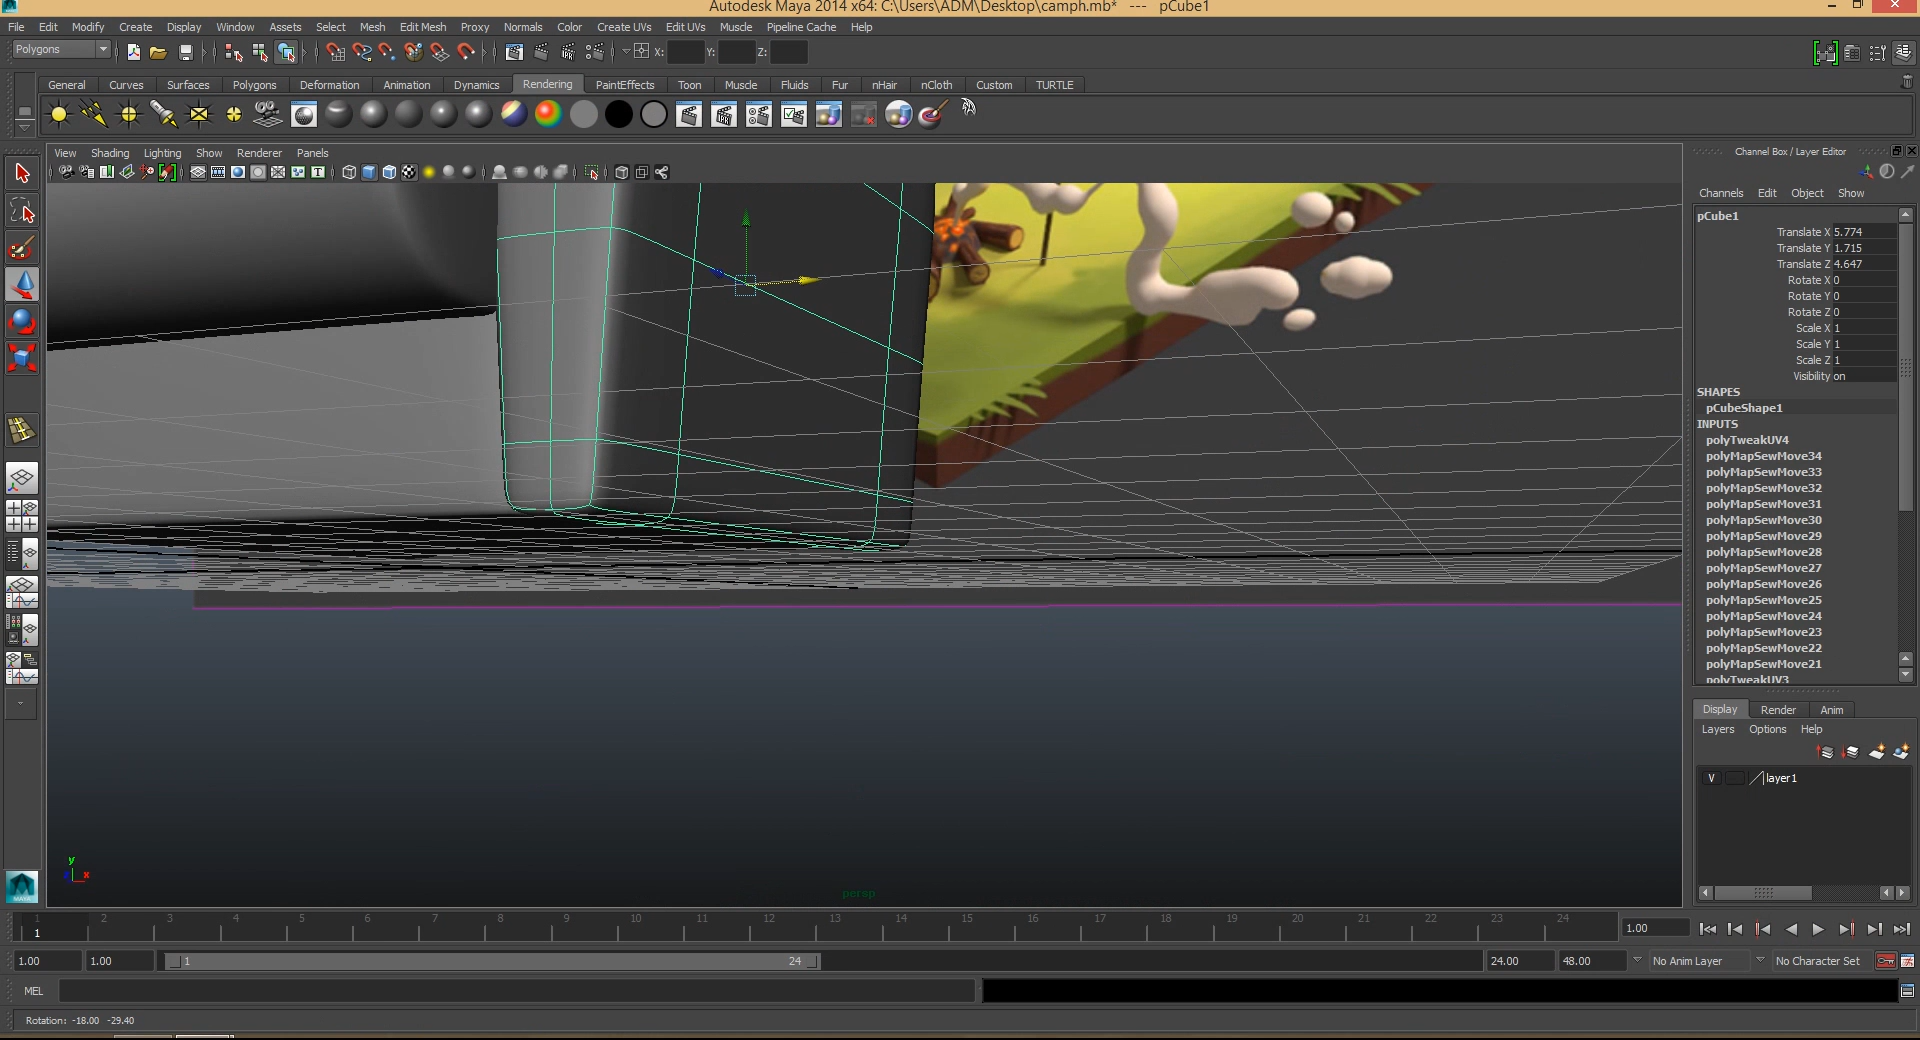 Autodesk Maya 2014 x64: C:\Users\ADM\Desktop\camph.mb*   ---   pCube1
File Edit Modify Create Display Window Assets Select Mesh Edit Mesh Proxy Normals Color Create UVs Edit UVs Muscle Pipeline Cache Help
Polygons X: Y: Z:
General Curves Surfaces Polygons Deformation Animation Dynamics Rendering PaintEffects Toon Muscle Fluids Fur nHair nCloth Custom TURTLE
View Shading Lighting Show Renderer Panels
Channel Box / Layer Editor
Channels Edit Object Show
pCube1
Translate X 5.774
Translate Y 1.715
Translate Z 4.647
Rotate X 0
Rotate Y 0
Rotate Z 0
Scale X 1
Scale Y 1
Scale Z 1
Visibility on
SHAPES
pCubeShape1
INPUTS
polyTweakUV4
polyMapSewMove34
polyMapSewMove33
polyMapSewMove32
polyMapSewMove31
polyMapSewMove30
polyMapSewMove29
polyMapSewMove28
polyMapSewMove27
polyMapSewMove26
polyMapSewMove25
polyMapSewMove24
polyMapSewMove23
polyMapSewMove22
polyMapSewMove21
polyTweakUV3
Display Render Anim
Layers Options Help
V layer1
y
x
persp
1 2 3 4 5 6 7 8 9 10 11 12 13 14 15 16 17 18 19 20 21 22 23 24
1
1.00
1.00 1.00 1 24 24.00 48.00 No Anim Layer No Character Set
MEL
Rotation: -18.00 -29.40